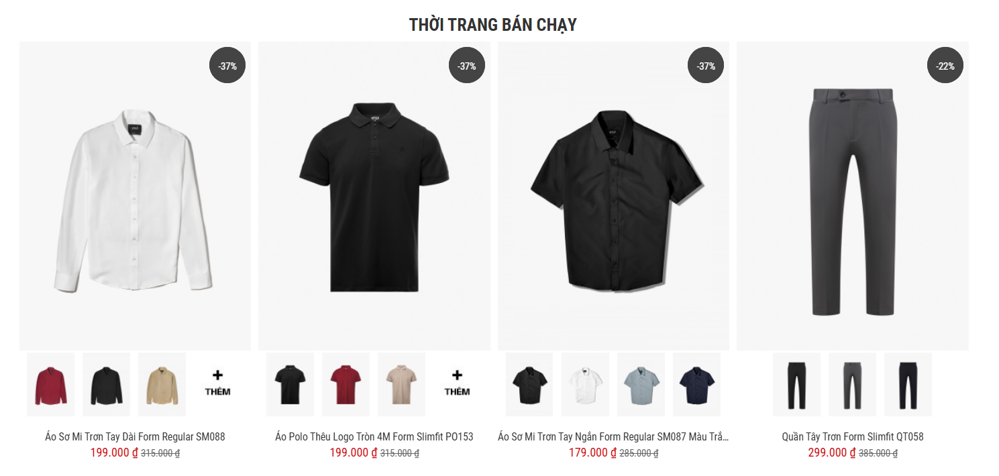 THỜI TRANG BÁN CHẠY
-37%
-37%
-37%
-22%
+
THÊM
+
THÊM
Áo Sơ Mi Trơn Tay Dài Form Regular SM088
199.000 ₫ 315.000 ₫
Áo Polo Thêu Logo Tròn 4M Form Slimfit PO153
199.000 ₫ 315.000 ₫
Áo Sơ Mi Trơn Tay Ngắn Form Regular SM087 Màu Trắ...
179.000 ₫ 285.000 ₫
Quần Tây Trơn Form Slimfit QT058
299.000 ₫ 385.000 ₫